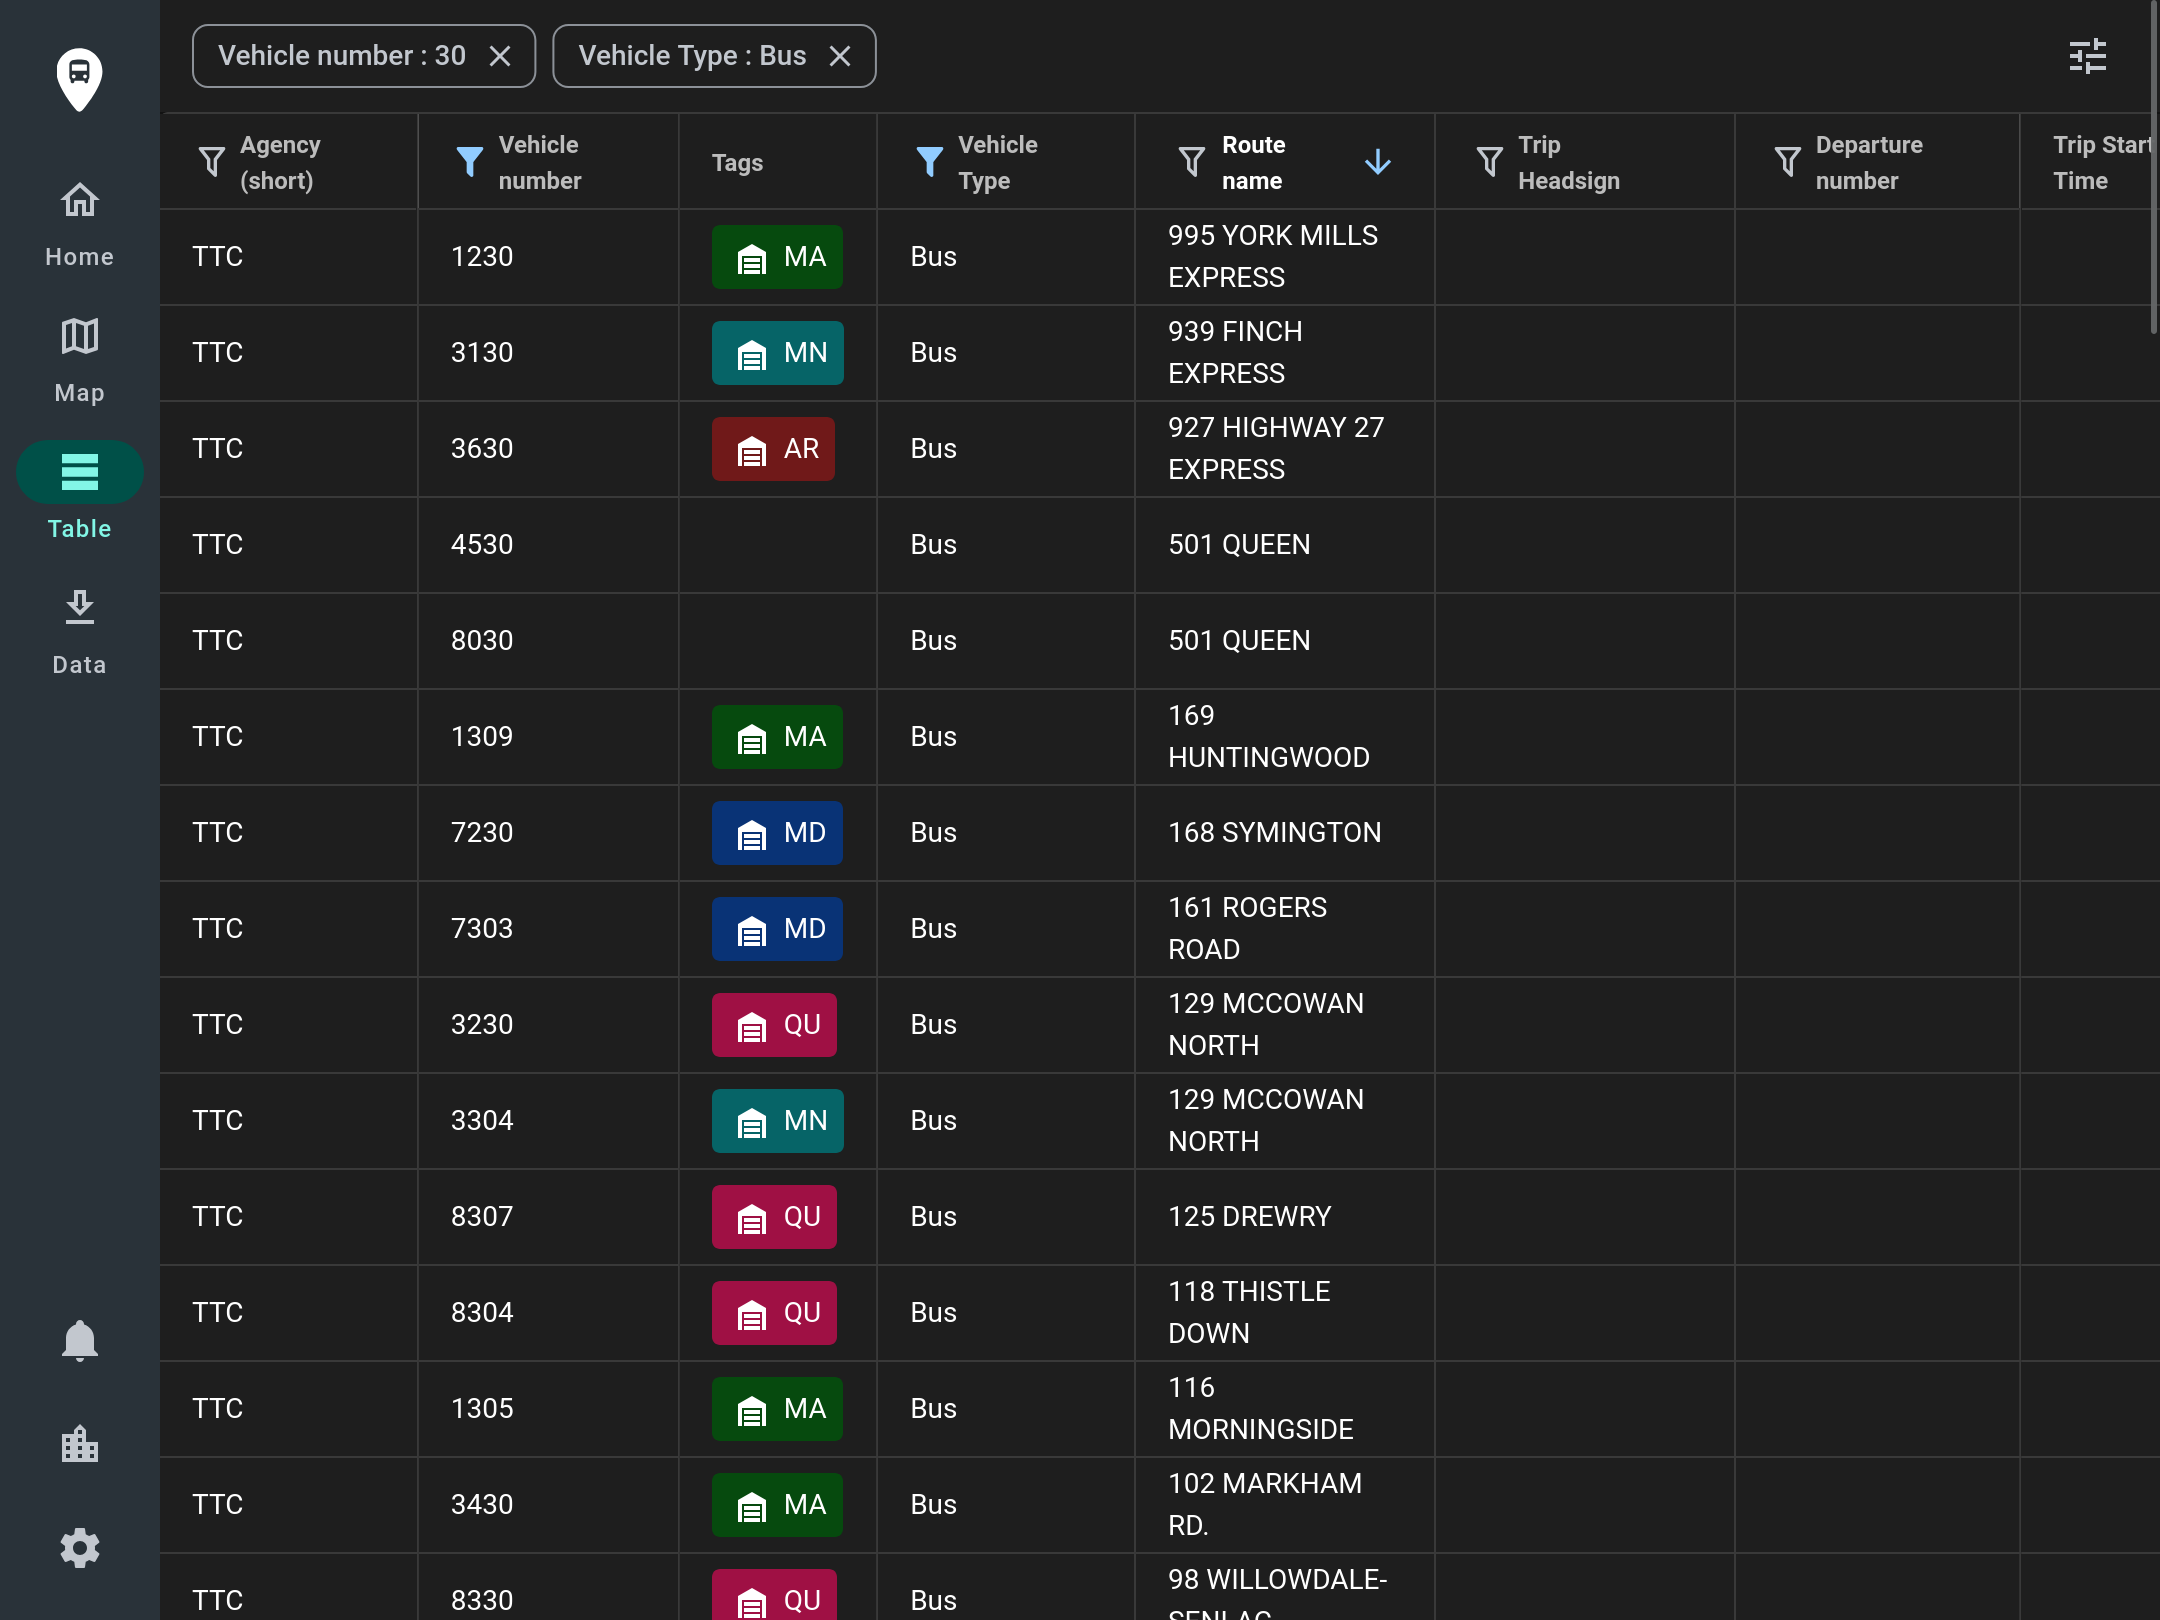 Vehicle number : 30
Vehicle Type : Bus
Home
Map
Table
Data
Agency (short)
Vehicle number
Tags
Vehicle Type
Route name
Trip Headsign
Departure number
Trip Start Time
TTC 1230 MA Bus 995 YORK MILLS EXPRESS
TTC 3130 MN Bus 939 FINCH EXPRESS
TTC 3630 AR Bus 927 HIGHWAY 27 EXPRESS
TTC 4530 Bus 501 QUEEN
TTC 8030 Bus 501 QUEEN
TTC 1309 MA Bus 169 HUNTINGWOOD
TTC 7230 MD Bus 168 SYMINGTON
TTC 7303 MD Bus 161 ROGERS ROAD
TTC 3230 QU Bus 129 MCCOWAN NORTH
TTC 3304 MN Bus 129 MCCOWAN NORTH
TTC 8307 QU Bus 125 DREWRY
TTC 8304 QU Bus 118 THISTLE DOWN
TTC 1305 MA Bus 116 MORNINGSIDE
TTC 3430 MA Bus 102 MARKHAM RD.
TTC 8330 QU Bus 98 WILLOWDALE-SENLAC